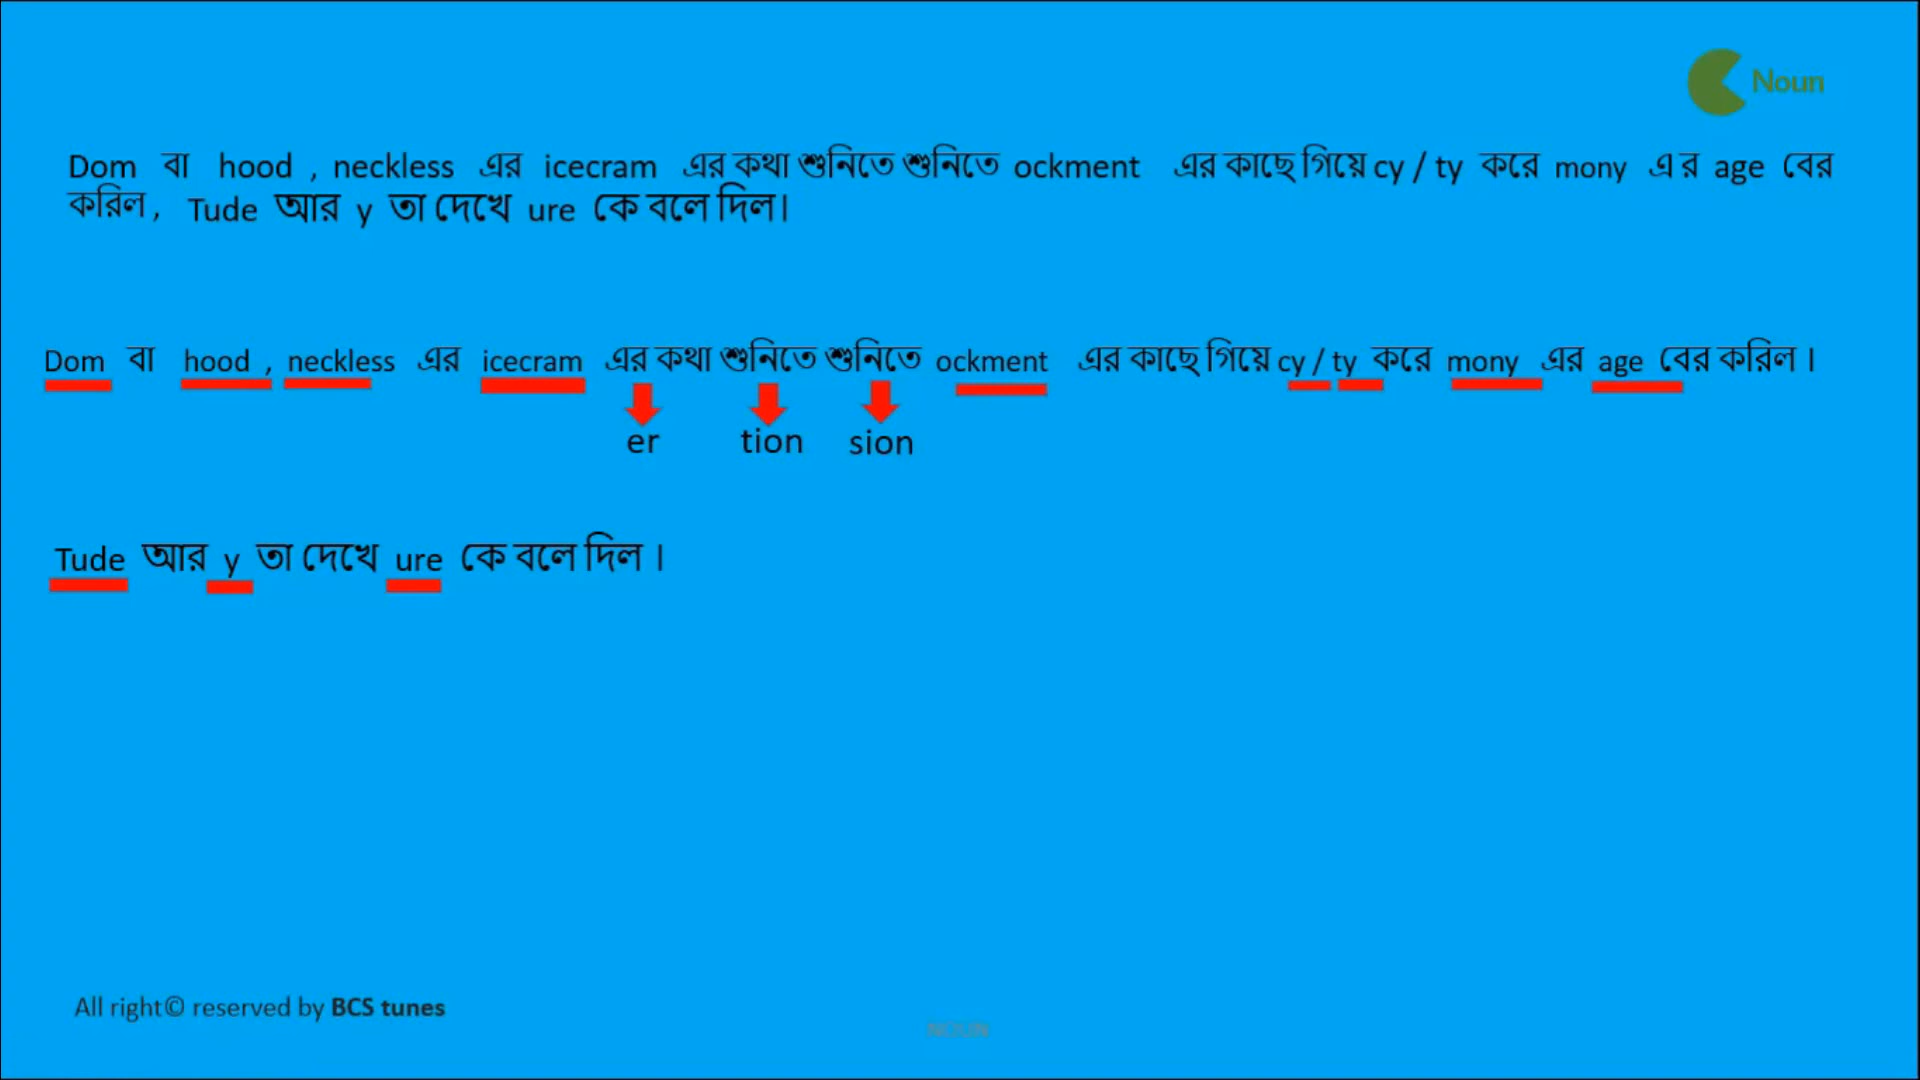 Noun
Dom বা hood , neckless এর icecram এর কথা শুনিতে শুনিতে ockment এর কাছে গিয়ে cy / ty করে mony এ র age বের
করিল , Tude আর y তা দেখে ure কে বলে দিল।
Dom বা hood , neckless এর icecram এর কথা শুনিতে শুনিতে ockment এর কাছে গিয়ে cy / ty করে mony এর age বের করিল ।
er tion sion
Tude আর y তা দেখে ure কে বলে দিল ।
All right© reserved by BCS tunes
NOUN